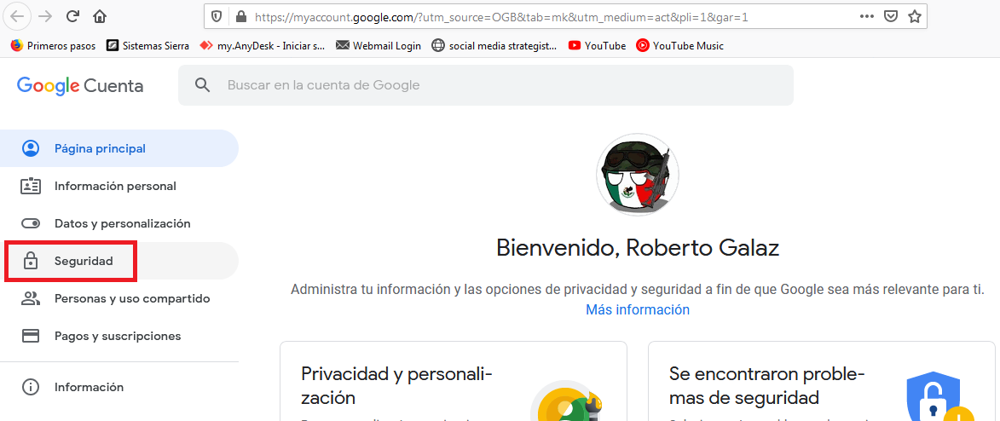 https://myaccount.google.com/?utm_source=OGB&tab=mk&utm_medium=act&pli=1&gar=1
Primeros pasos
Sistemas Sierra
my.AnyDesk - Iniciar s...
Webmail Login
social media strategist...
YouTube
YouTube Music
Google Cuenta
Buscar en la cuenta de Google
Página principal
Información personal
Datos y personalización
Seguridad
Personas y uso compartido
Pagos y suscripciones
Información
Bienvenido, Roberto Galaz
Administra tu información y las opciones de privacidad y seguridad a fin de que Google sea más relevante para ti.
Más información
Privacidad y personali-
zación
Se encontraron proble-
mas de seguridad